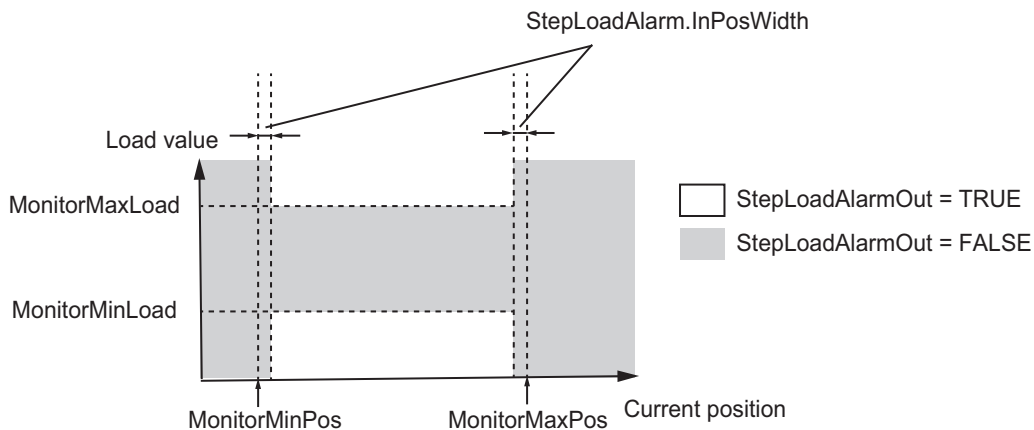 StepLoadAlarm.InPosWidth
Load value
MonitorMaxLoad
StepLoadAlarmOut = TRUE
StepLoadAlarmOut = FALSE
MonitorMinLoad
MonitorMinPos
MonitorMaxPos
Current position